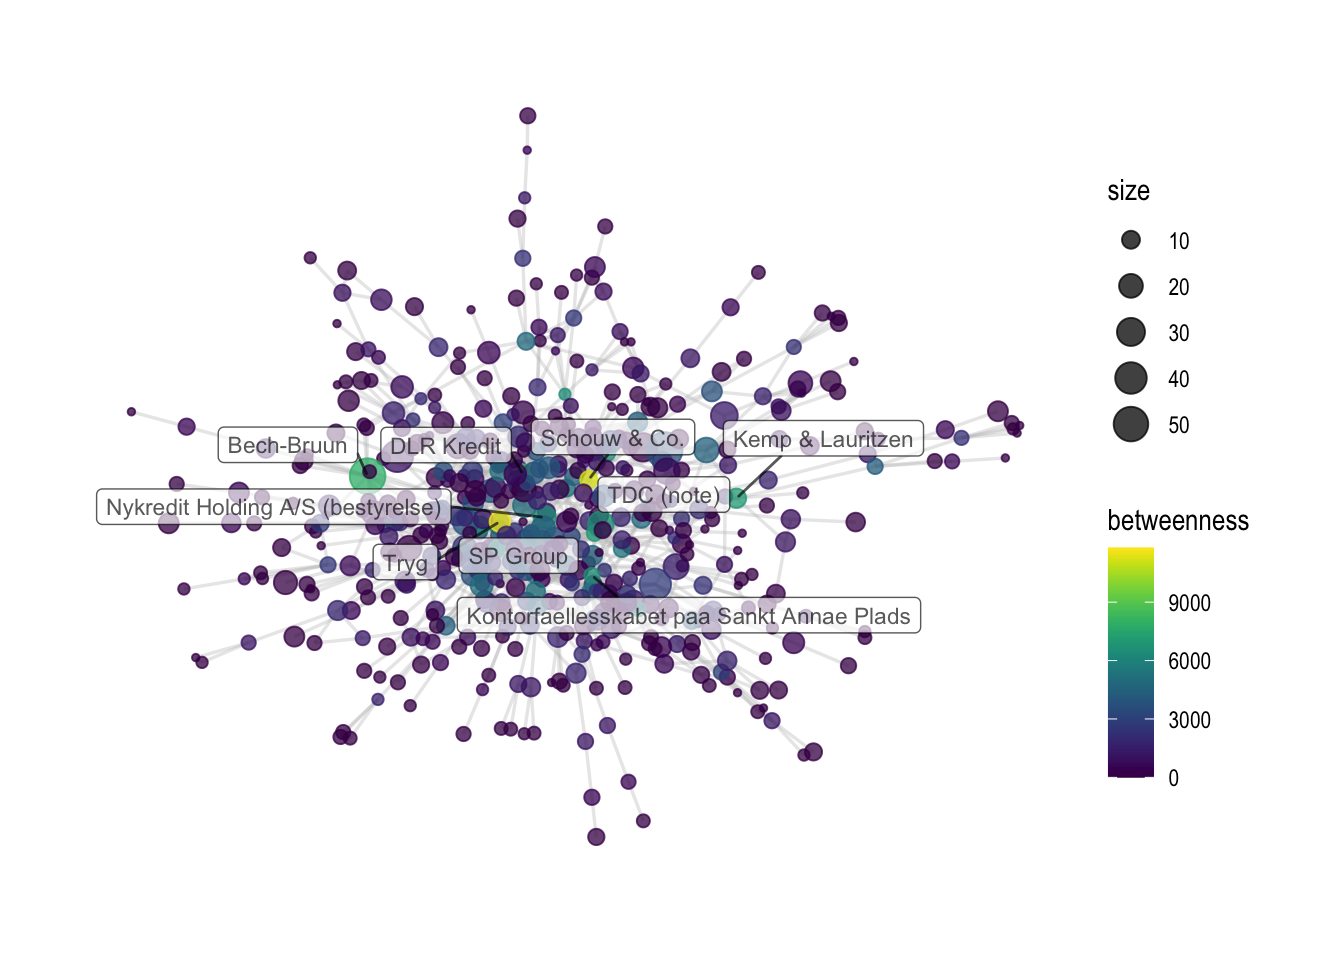 size
10
20
30
40
50
betweenness
9000
6000
3000
0
Bech-Bruun
DLR Kredit
Schouw & Co.
Kemp & Lauritzen
TDC (note)
Nykredit Holding A/S (bestyrelse)
Tryg
SP Group
Kontorfaellesskabet paa Sankt Annae Plads